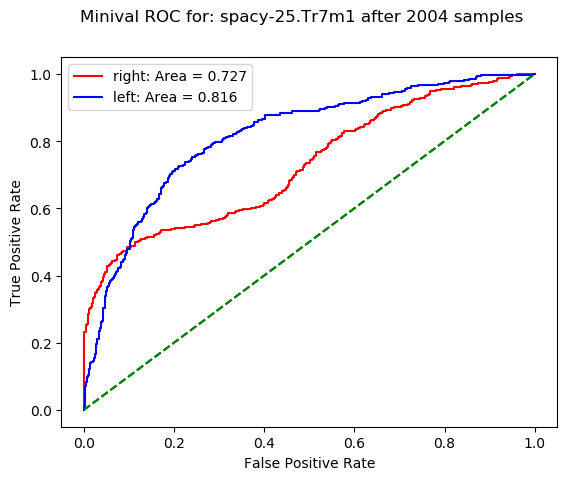 Minival ROC for: spacy-25.Tr7m1 after 2004 samples
right: Area = 0.727
left: Area = 0.816
True Positive Rate
1.0
0.8
0.6
0.4
0.2
0.0
0.0 0.2 0.4 0.6 0.8 1.0
False Positive Rate